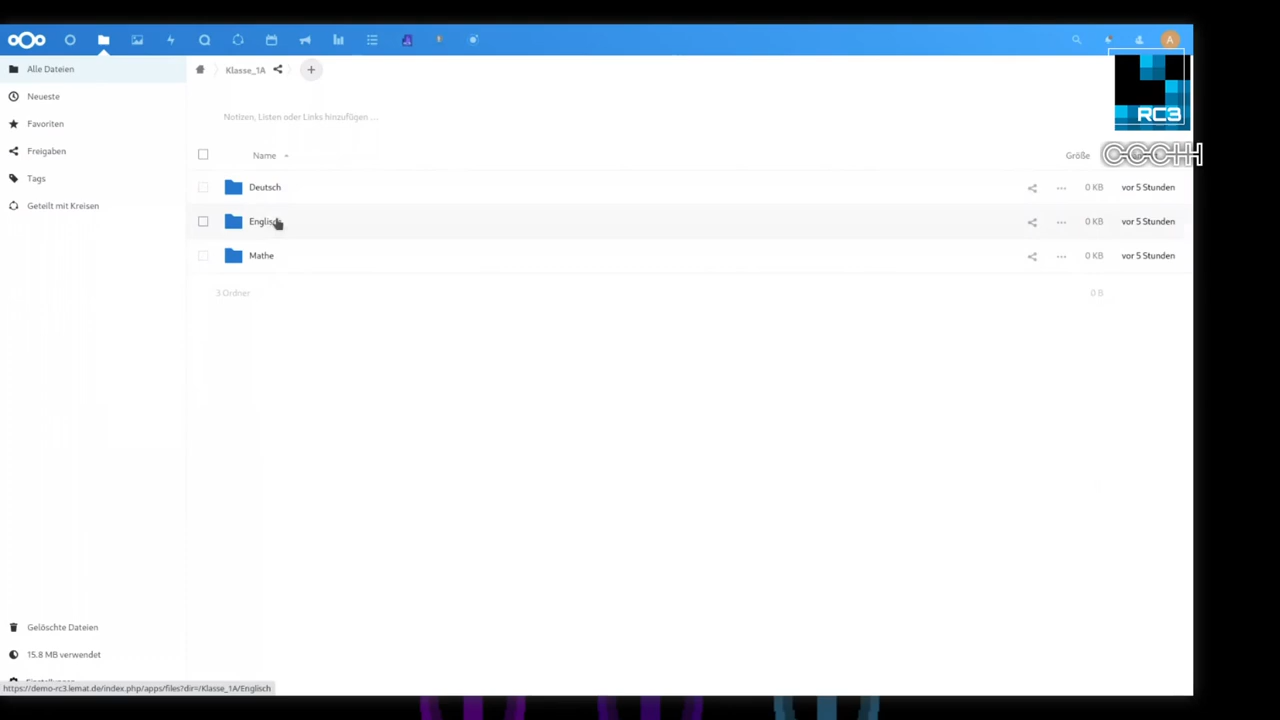 A
Alle Dateien
Klasse_1A
Neueste
Favoriten
Notizen, Listen oder Links hinzufügen ...
RC3
Freigaben
Name
Größe
CCCHH
Tags
Deutsch
0 KB
vor 5 Stunden
Geteilt mit Kreisen
Englisch
0 KB
vor 5 Stunden
Mathe
0 KB
vor 5 Stunden
3 Ordner
0 B
Gelöschte Dateien
15.8 MB verwendet
https://demo-rc3.lemat.de/index.php/apps/files?dir=/Klasse_1A/Englisch